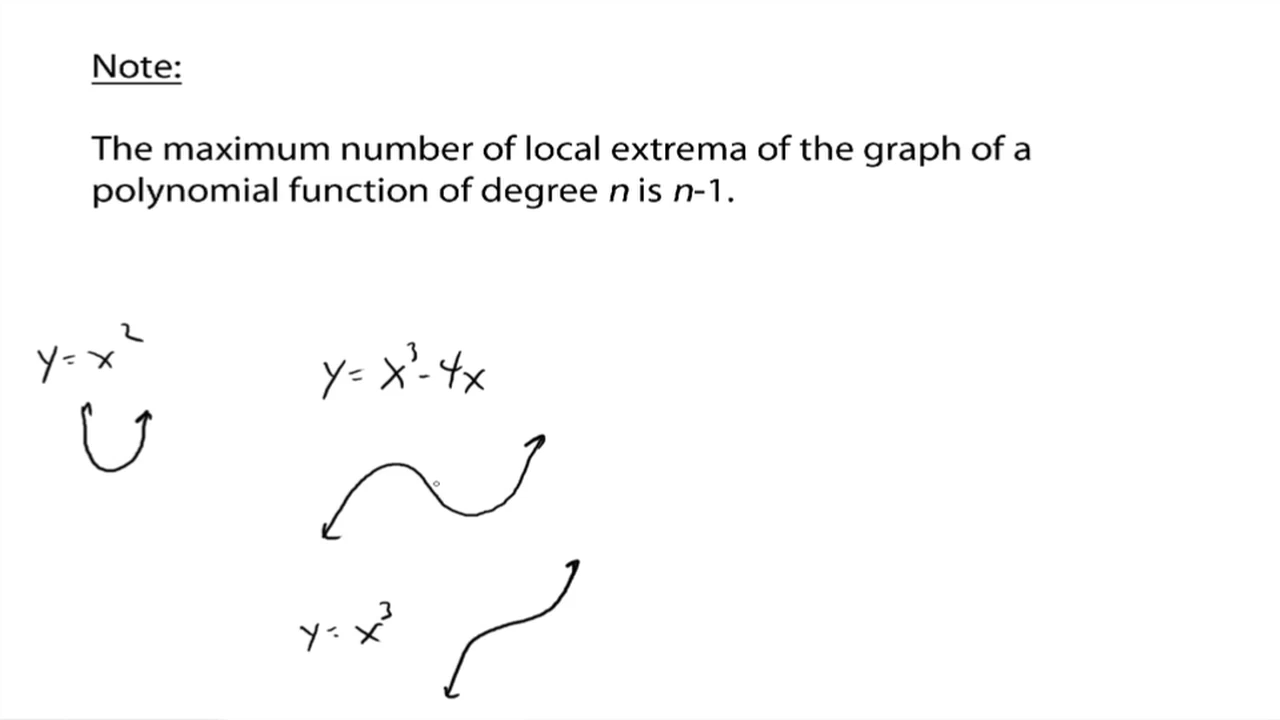 Note:
The maximum number of local extrema of the graph of a
polynomial function of degree n is n-1.
y = x²
y = x³ - 4x
y = x³